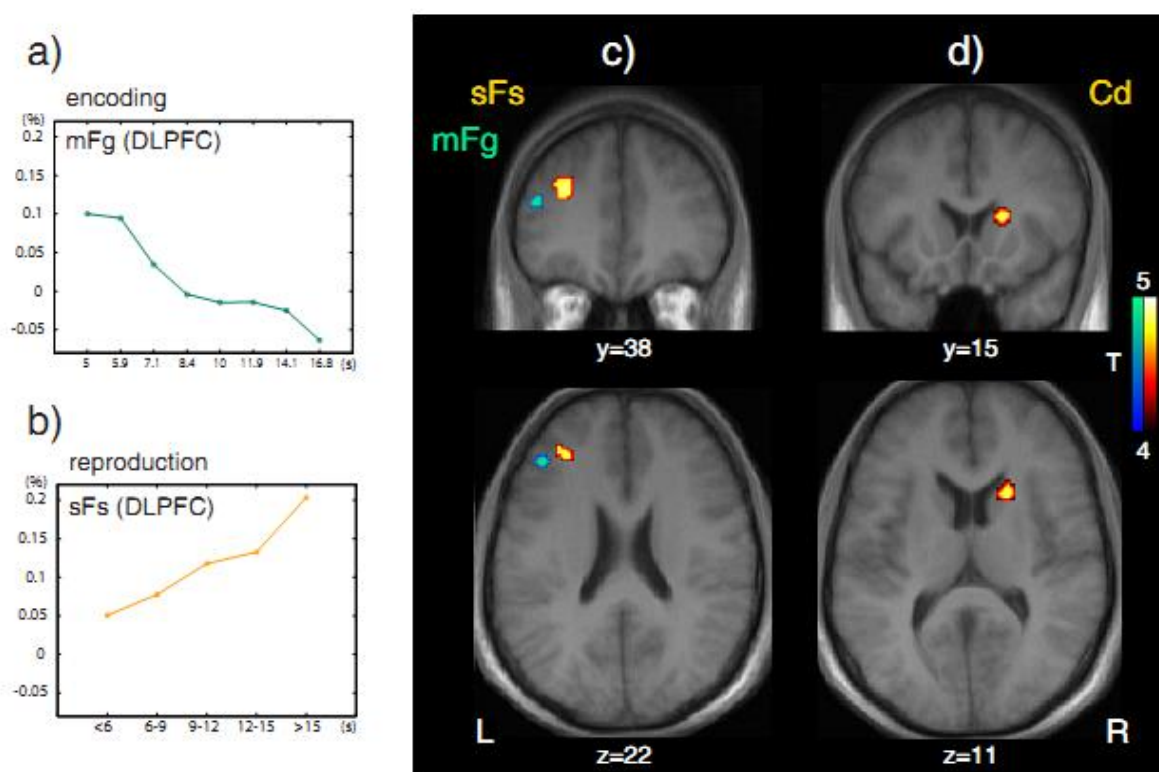 a)
encoding
(%)
mFg (DLPFC)
0.2
0.15
0.1
0.05
0
-0.05
5 5.9 7.1 8.4 10 11.9 14.1 16.8 (s)
b)
reproduction
(%)
0.2
sFs (DLPFC)
0.15
0.1
0.05
0
-0.05
<6 6-9 9-12 12-15 >15 (s)
c)
sFs
mFg
y=38
L
z=22
d)
Cd
y=15
5
T
4
R
z=11